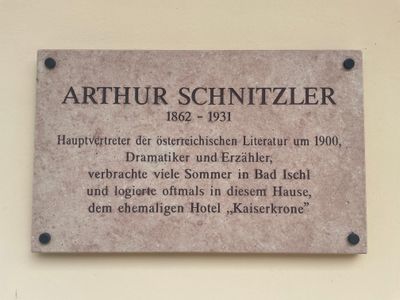 ARTHUR SCHNITZLER
1862 - 1931
Hauptvertreter der österreichischen Literatur um 1900,
Dramatiker und Erzähler,
verbrachte viele Sommer in Bad Ischl
und logierte oftmals in diesem Hause,
dem ehemaligen Hotel „Kaiserkrone"